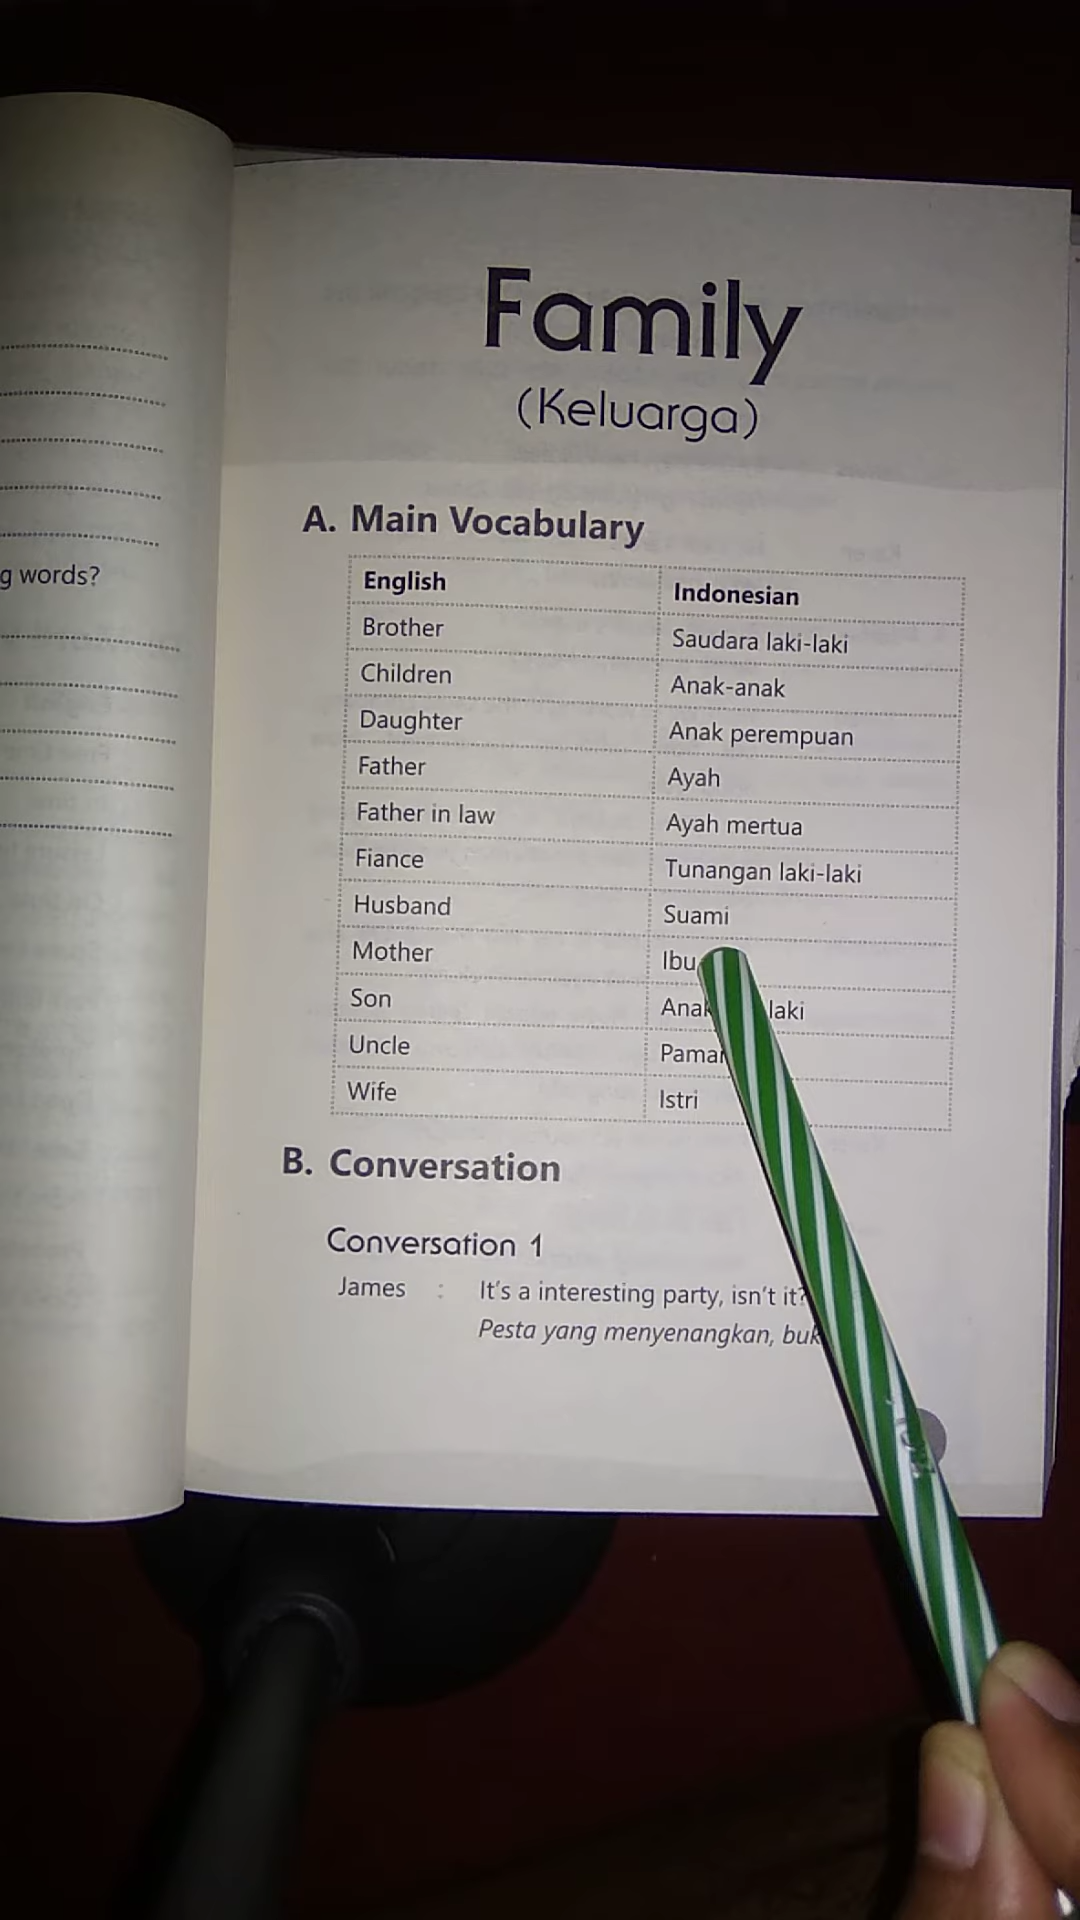 g words?
Family
(Keluarga)
A. Main Vocabulary
English Indonesian
Brother Saudara laki-laki
Children Anak-anak
Daughter Anak perempuan
Father Ayah
Father in law Ayah mertua
Fiance Tunangan laki-laki
Husband Suami
Mother Ibu
Son Anak laki
Uncle
Wife Istri
B. Conversation
Conversation 1
James : It's a interesting party, isn't it?
Pesta yang menyenangkan,